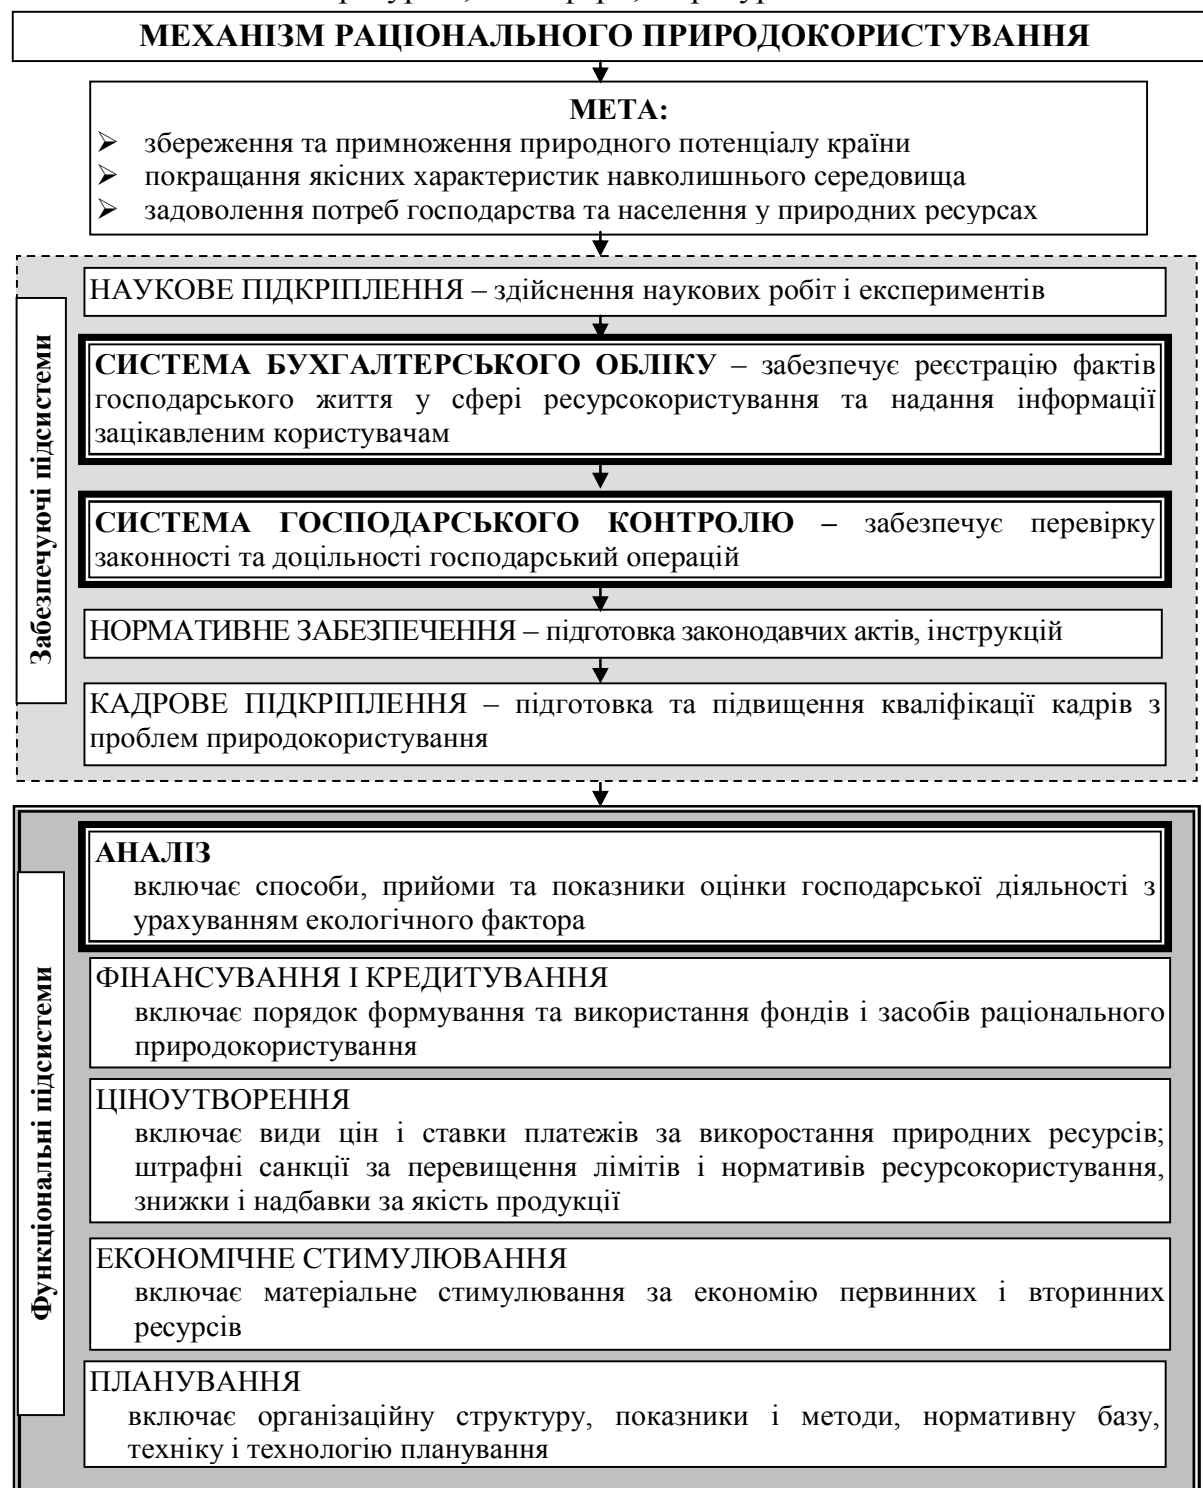 МЕХАНІЗМ РАЦІОНАЛЬНОГО ПРИРОДОКОРИСТУВАННЯ
МЕТА:
➢ збереження та примноження природного потенціалу країни
➢ покращання якісних характеристик навколишнього середовища
➢ задоволення потреб господарства та населення у природних ресурсах
Забезпечуючі підсистеми
НАУКОВЕ ПІДКРІПЛЕННЯ – здійснення наукових робіт і експериментів
СИСТЕМА БУХГАЛТЕРСЬКОГО ОБЛІКУ – забезпечує реєстрацію фактів
господарського життя у сфері ресурсокористування та надання інформації
зацікавленим користувачам
СИСТЕМА ГОСПОДАРСЬКОГО КОНТРОЛЮ – забезпечує перевірку
законності та доцільності господарський операцій
НОРМАТИВНЕ ЗАБЕЗПЕЧЕННЯ – підготовка законодавчих актів, інструкцій
КАДРОВЕ ПІДКРІПЛЕННЯ – підготовка та підвищення кваліфікації кадрів з
проблем природокористування
Функціональні підсистеми
АНАЛІЗ
включає способи, прийоми та показники оцінки господарської діяльності з
урахуванням екологічного фактора
ФІНАНСУВАННЯ І КРЕДИТУВАННЯ
включає порядок формування та використання фондів і засобів раціонального
природокористування
ЦІНОУТВОРЕННЯ
включає види цін і ставки платежів за викоростання природних ресурсів;
штрафні санкції за перевищення лімітів і нормативів ресурсокористування,
знижки і надбавки за якість продукції
ЕКОНОМІЧНЕ СТИМУЛЮВАННЯ
включає матеріальне стимулювання за економію первинних і вторинних
ресурсів
ПЛАНУВАННЯ
включає організаційну структуру, показники і методи, нормативну базу,
техніку і технологію планування